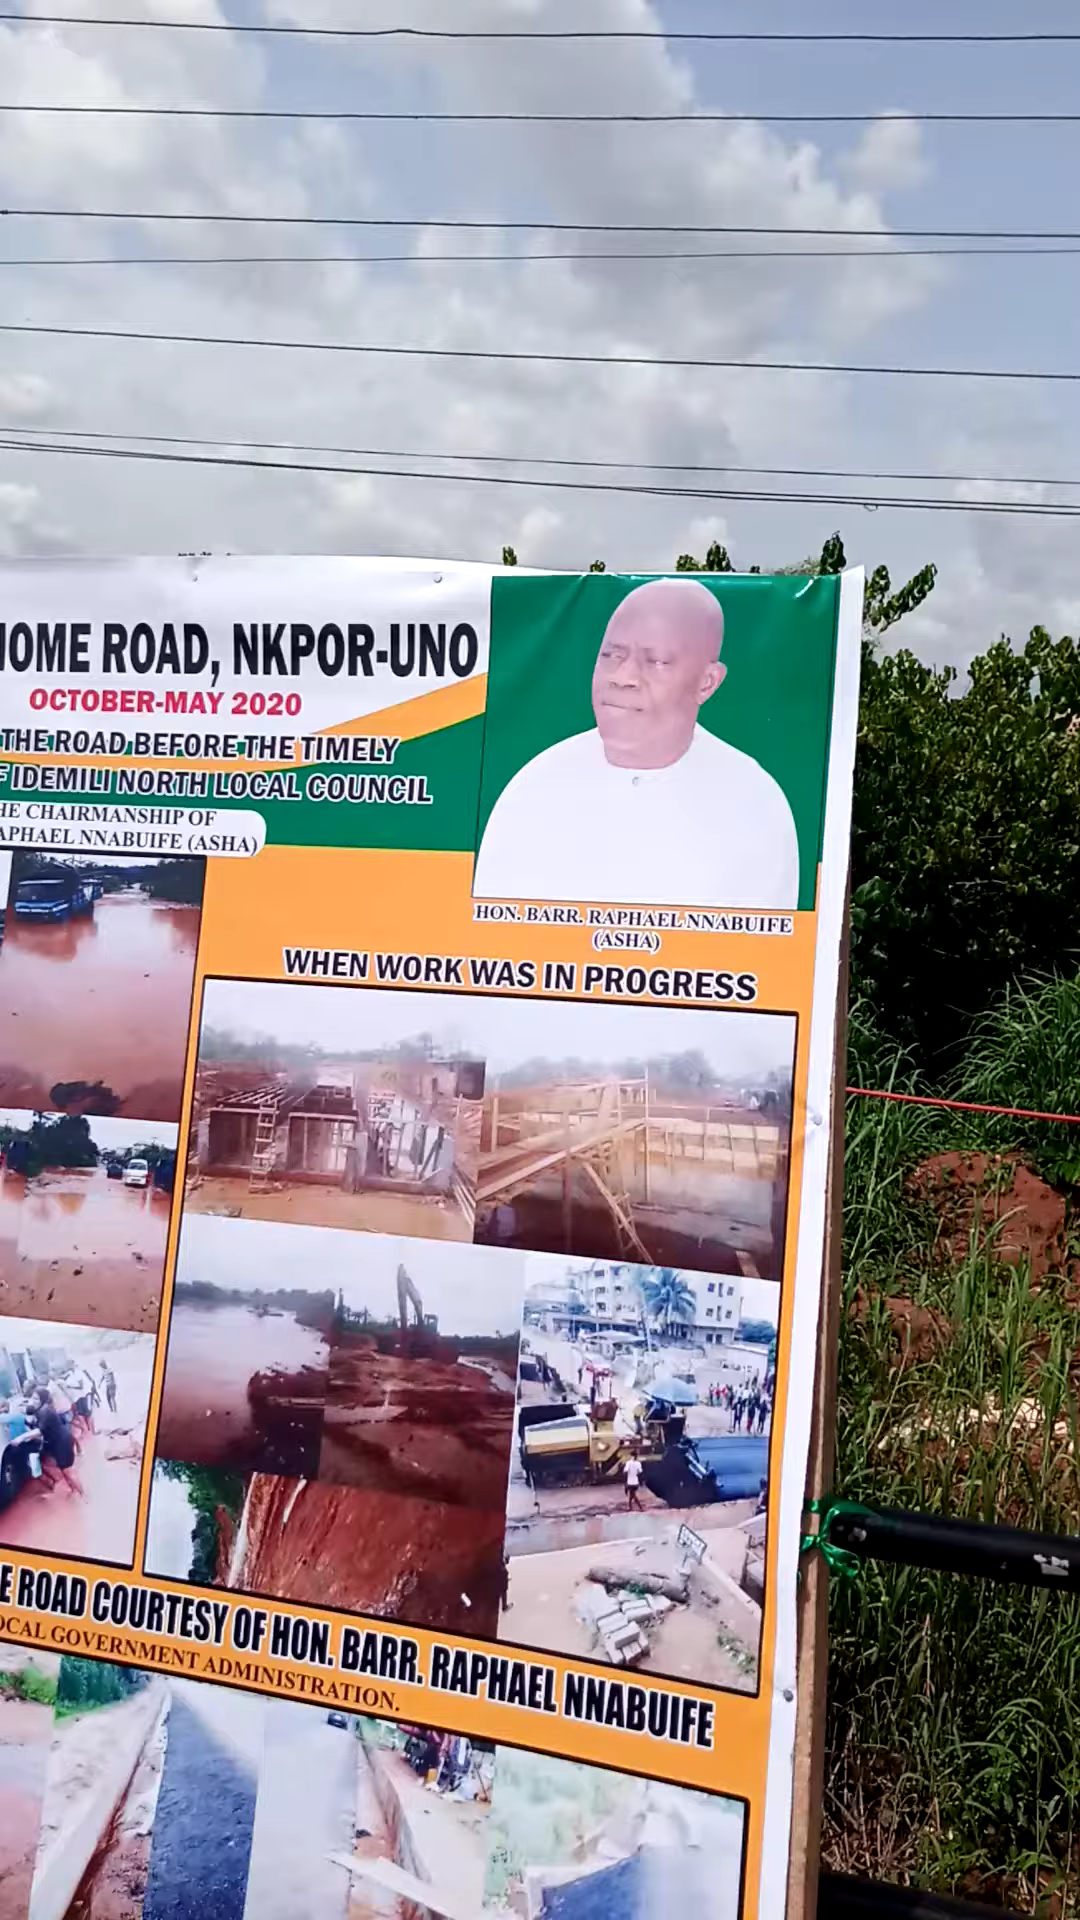 HOME ROAD, NKPOR-UNO
OCTOBER-MAY 2020
THE ROAD BEFORE THE TIMELY
F IDEMILI NORTH LOCAL COUNCIL
HE CHAIRMANSHIP OF
APHAEL NNABUIFE (ASHA)
HON. BARR. RAPHAEL NNABUIFE
(ASHA)
WHEN WORK WAS IN PROGRESS
E ROAD COURTESY OF HON. BARR. RAPHAEL NNABUIFE
OCAL GOVERNMENT ADMINISTRATION.